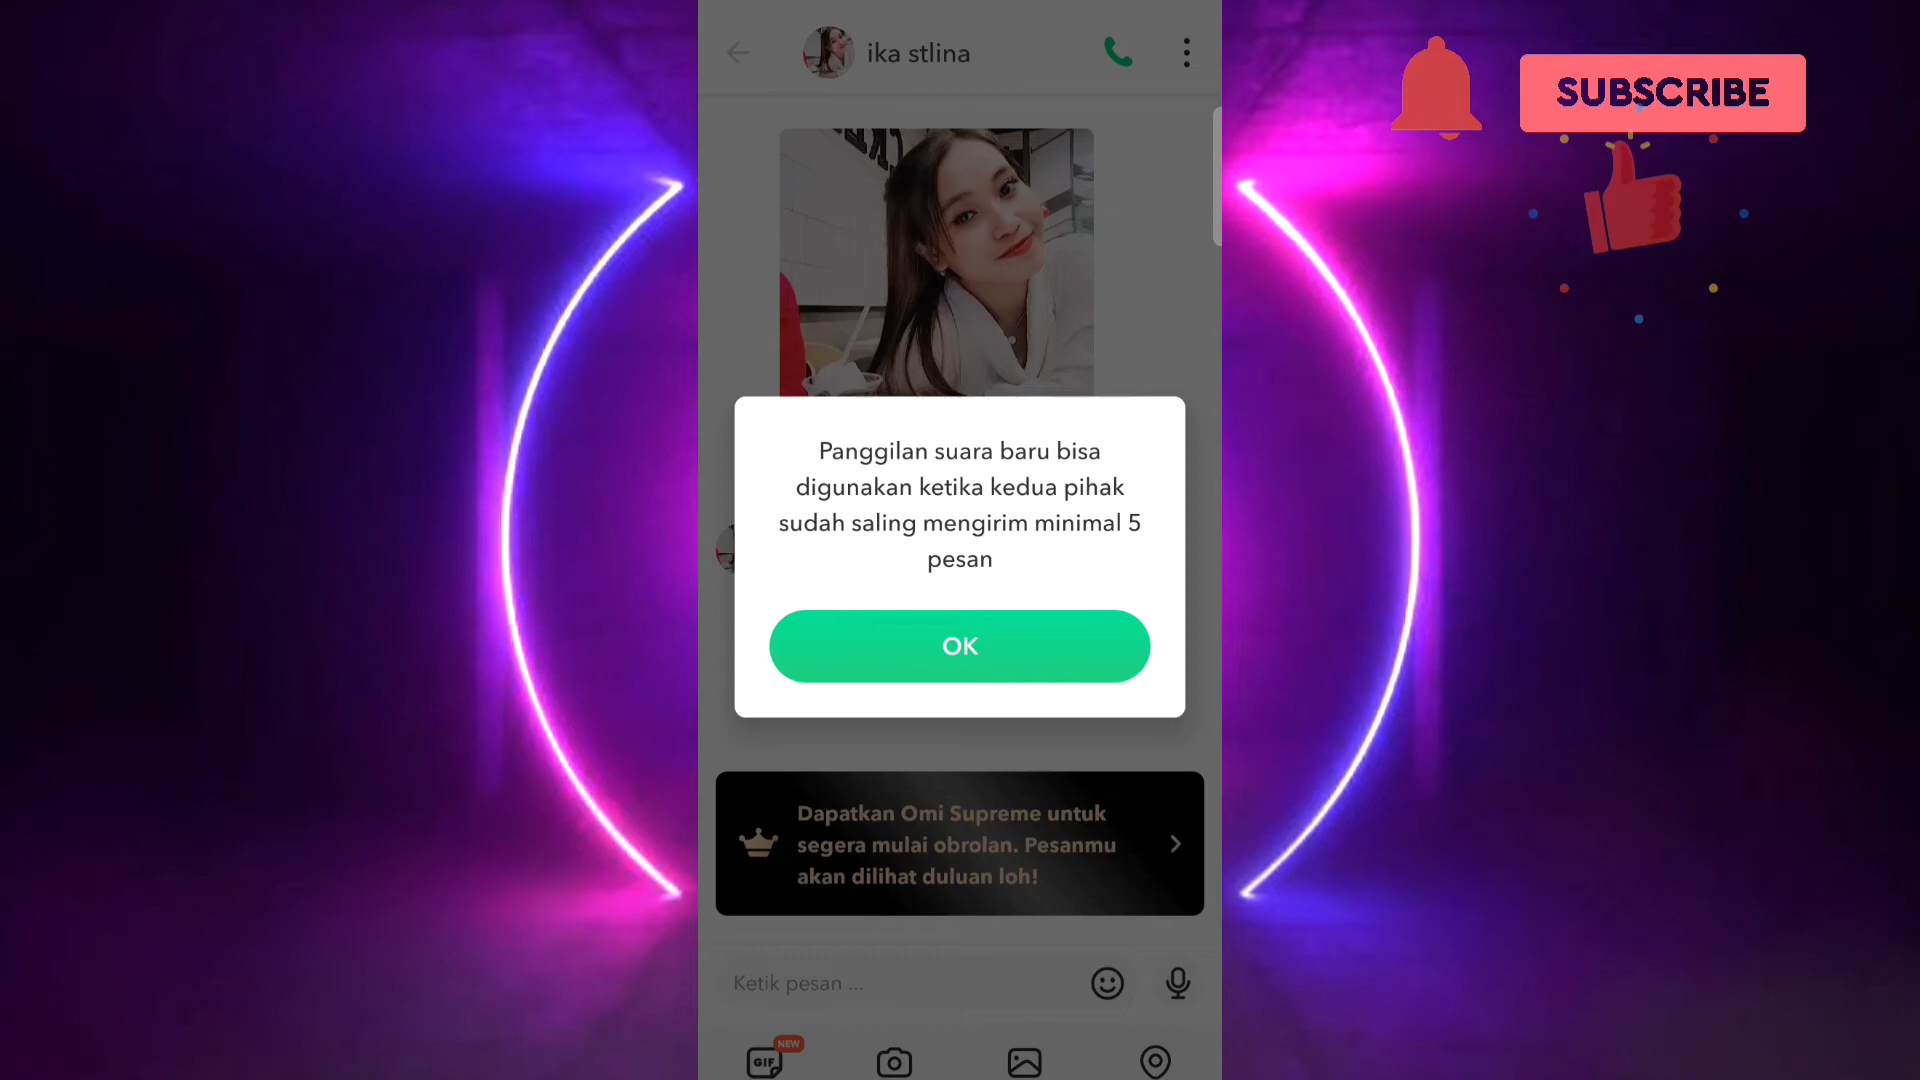 ika stlina
SUBSCRIBE
Panggilan suara baru bisa
digunakan ketika kedua pihak
sudah saling mengirim minimal 5
pesan
OK
Dapatkan Omi Supreme untuk
segera mulai obrolan. Pesanmu
akan dilihat duluan loh!
Ketik pesan ...
NEW
GIF